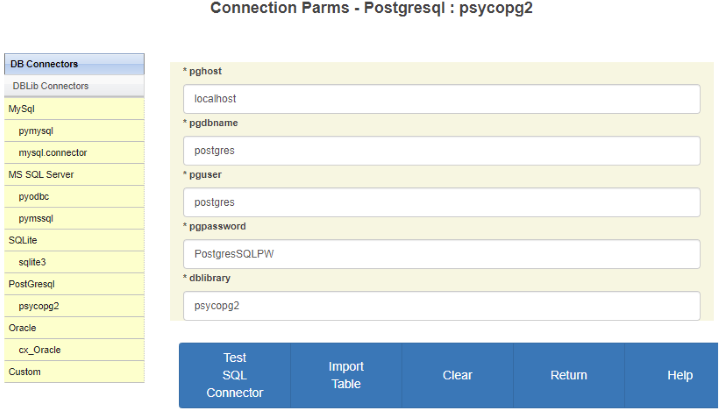 Connection Parms - Postgresql : psycopg2
DB Connectors
DBLib Connectors
MySql
pymysql
mysql.connector
MS SQL Server
pyodbc
pymssql
SQLite
sqlite3
PostGresql
psycopg2
Oracle
cx_Oracle
Custom
* pghost
localhost
* pgdbname
postgres
* pguser
postgres
* pgpassword
PostgresSQLPW
* dblibrary
psycopg2
Test
SQL
Connector
Import
Table
Clear
Return
Help